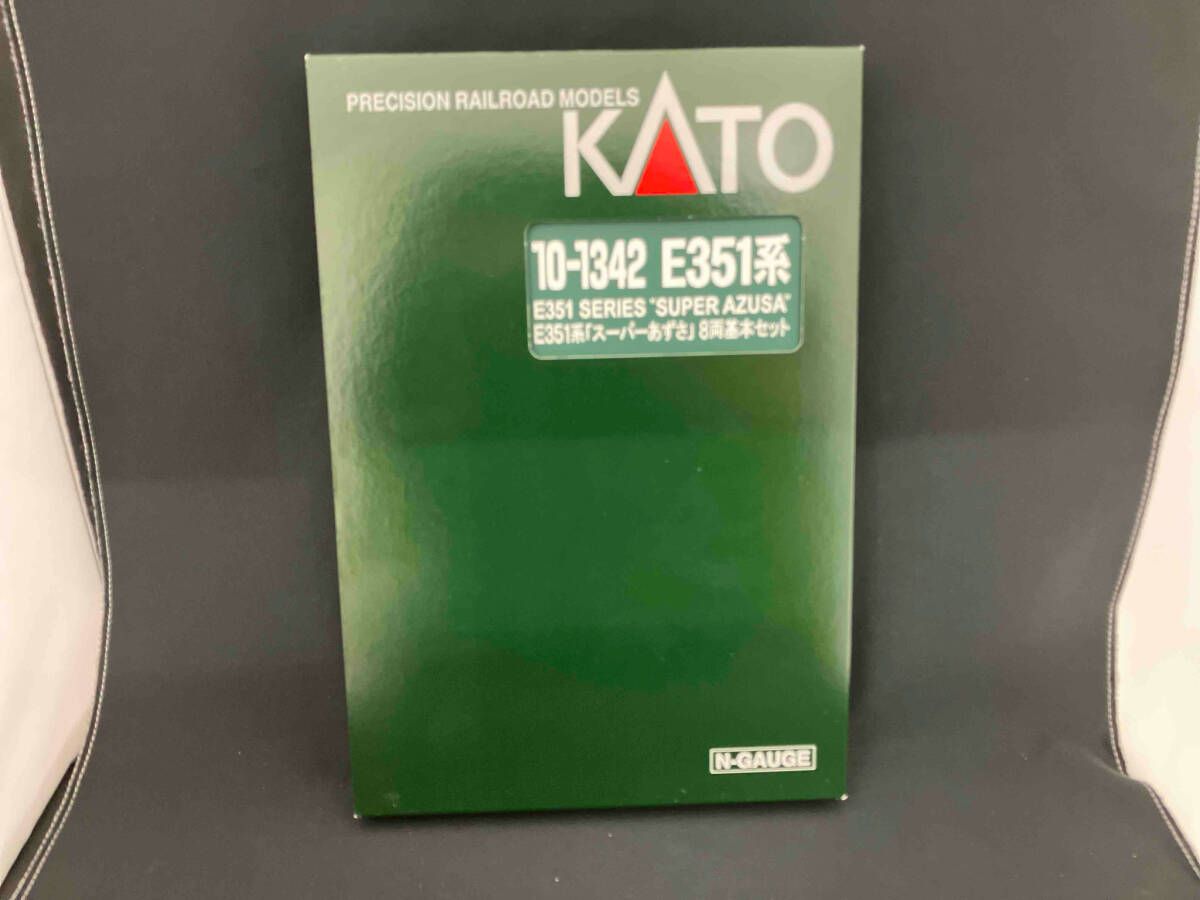 PRECISION RAILROAD MODELS
KATO
10-1342 E351系
E351 SERIES "SUPER AZUSA"
E351系「スーパーあずさ」 8両基本セット
N-GAUGE